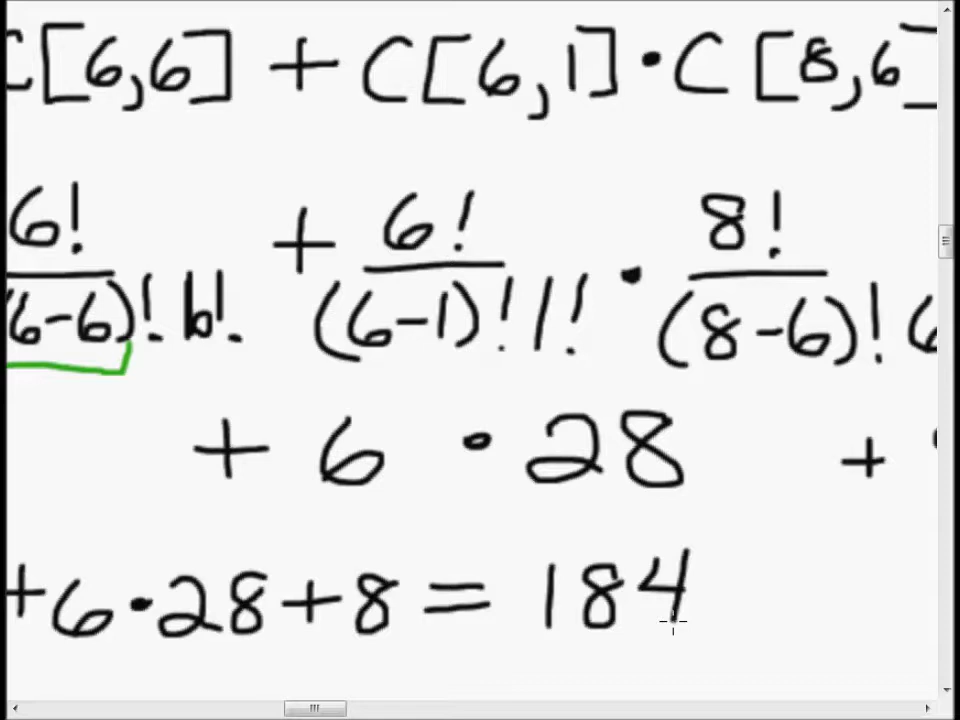 C[6,6] + C[6,1] · C[8,6]
6! + 6! · 8!
(6-6)! · 6! · (6-1)! 1! (8-6)! 6
+ 6 · 28 +
+6·28+8 = 184